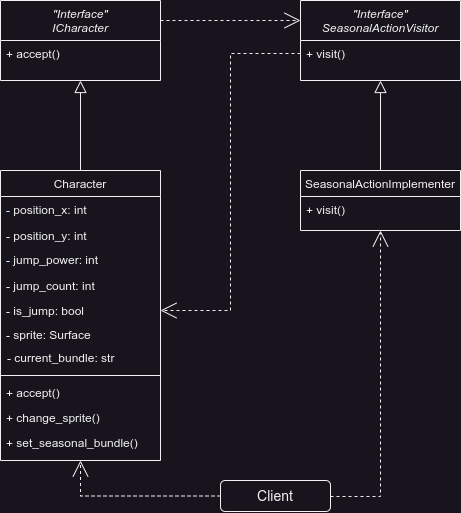 "Interface"
ICharacter
+ accept()
"Interface"
SeasonalActionVisitor
+ visit()
Character
- position_x: int
- position_y: int
- jump_power: int
- jump_count: int
- is_jump: bool
- sprite: Surface
- current_bundle: str
+ accept()
+ change_sprite()
+ set_seasonal_bundle()
SeasonalActionImplementer
+ visit()
Client